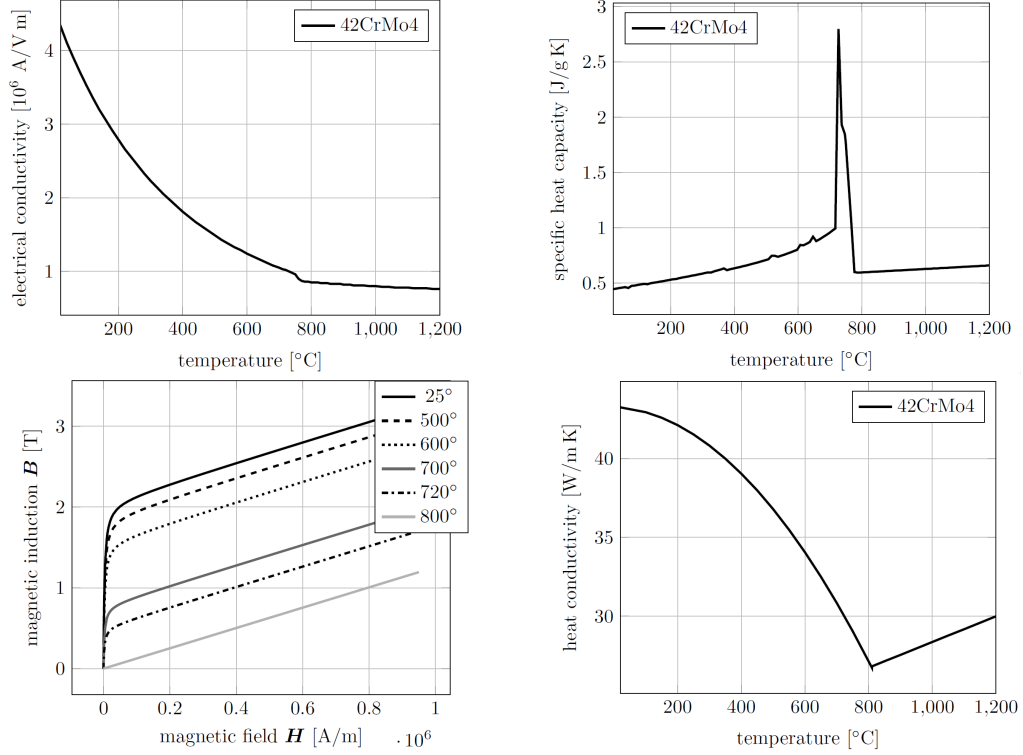 42CrMo4
electrical conductivity [10⁶ A/V m]
4
3
2
1
200 400 600 800 1,000 1,200
temperature [°C]
42CrMo4
specific heat capacity [J/g K]
3
2.5
2
1.5
1
0.5
200 400 600 800 1,000 1,200
temperature [°C]
25°
500°
600°
700°
720°
800°
magnetic induction B [T]
3
2
1
0
0 0.2 0.4 0.6 0.8 1
·10⁶
magnetic field H [A/m]
42CrMo4
heat conductivity [W/m K]
40
35
30
200 400 600 800 1,000 1,200
temperature [°C]